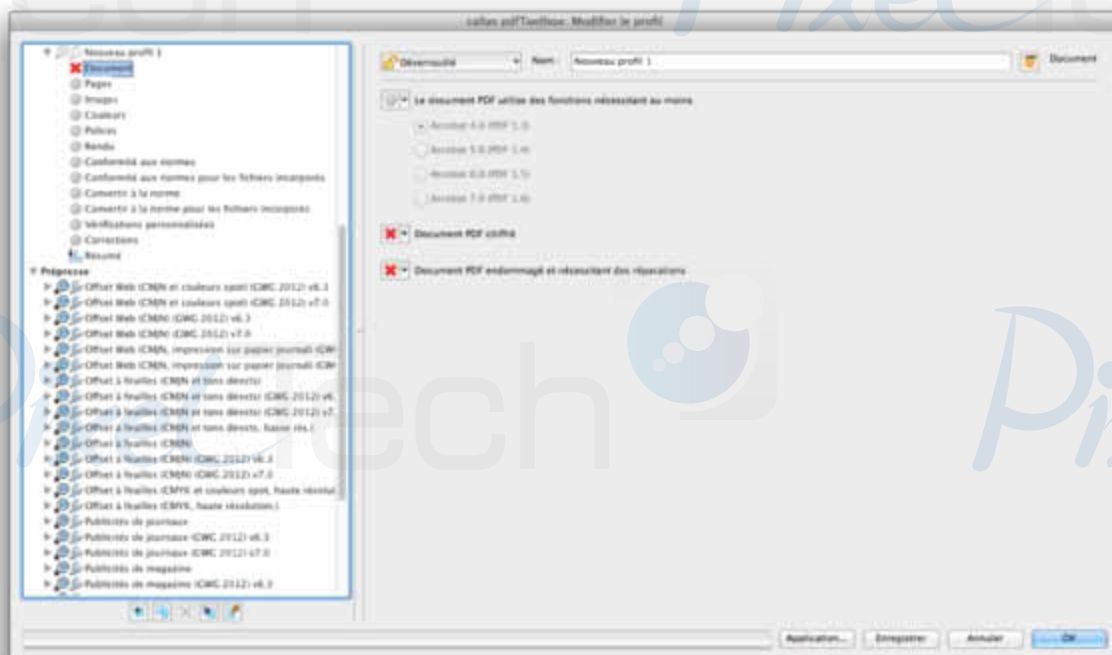 callas pdfToolbox: Modifier le profil
Nouveau profil 1
Document
Pages
Images
Couleurs
Polices
Rendu
Conformité aux normes
Conformité aux normes pour les fichiers incorporés
Convertir à la norme
Convertir à la norme pour les fichiers incorporés
Vérifications personnalisées
Corrections
Résumé
Prépresse
Offset Web (CMJN et couleurs spot) (GWG 2012) v6.3
Offset Web (CMJN et couleurs spot) (GWG 2012) v7.0
Offset Web (CMJN) (GWG 2012) v6.3
Offset Web (CMJN) (GWG 2012) v7.0
Offset Web (CMJN, impression sur papier journal) (GW
Offset Web (CMJN, impression sur papier journal) (GW
Offset à feuilles (CMJN et tons directs)
Offset à feuilles (CMJN et tons directs) (GWG 2012) v6.
Offset à feuilles (CMJN et tons directs) (GWG 2012) v7.
Offset à feuilles (CMJN et tons directs, basse rés.)
Offset à feuilles (CMJN)
Offset à feuilles (CMJN) (GWG 2012) v6.3
Offset à feuilles (CMJN) (GWG 2012) v7.0
Offset à feuilles (CMYK et couleurs spot, haute résolut
Offset à feuilles (CMYK, haute résolution.)
Publicités de journaux
Publicités de journaux (GWG 2012) v6.3
Publicités de journaux (GWG 2012) v7.0
Publicités de magazine
Publicités de magazine (GWG 2012) v6.3
Déverrouillé
Nom :
Nouveau profil 1
Document
Le document PDF utilise des fonctions nécessitant au moins
Acrobat 4.0 (PDF 1.3)
Acrobat 5.0 (PDF 1.4)
Acrobat 6.0 (PDF 1.5)
Acrobat 7.0 (PDF 1.6)
Document PDF chiffré
Document PDF endommagé et nécessitant des réparations
Application...
Enregistrer
Annuler
OK
Pixeltech